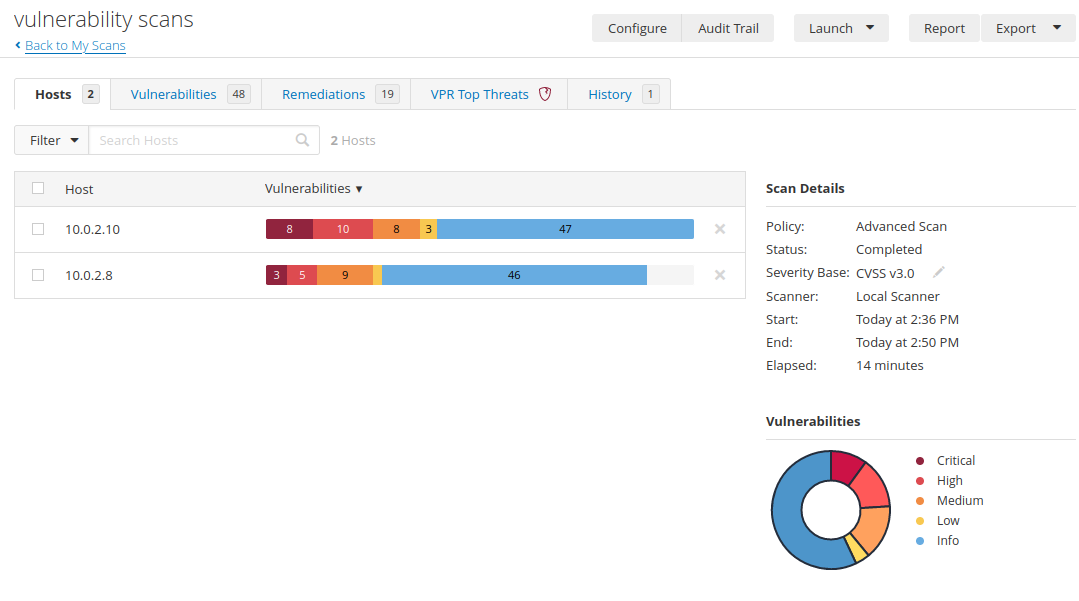 vulnerability scans
Back to My Scans
Configure Audit Trail Launch Report Export
Hosts 2 Vulnerabilities 48 Remediations 19 VPR Top Threats History 1
Filter Search Hosts 2 Hosts
Host Vulnerabilities
10.0.2.10 8 10 8 3 47
10.0.2.8 3 5 9 46
Scan Details
Policy: Advanced Scan
Status: Completed
Severity Base: CVSS v3.0
Scanner: Local Scanner
Start: Today at 2:36 PM
End: Today at 2:50 PM
Elapsed: 14 minutes
Vulnerabilities
Critical
High
Medium
Low
Info